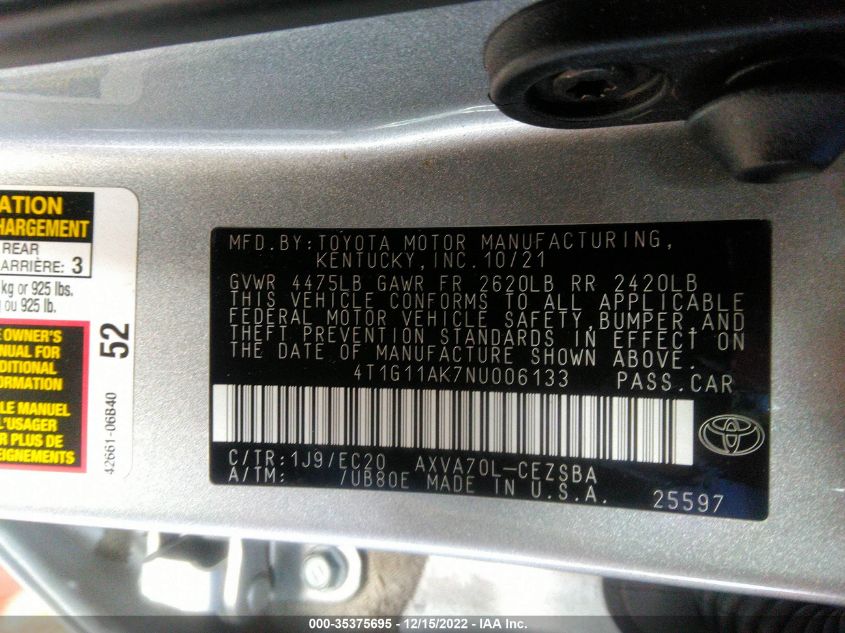 ATION
HARGEMENT
REAR
ARRIÈRE: 3
kg or 925 lbs.
ou 925 lb.
OWNER'S
NUAL FOR
DITIONAL
ORMATION
LE MANUEL
L'USAGER
R PLUS DE
EIGNEMENTS
52
42661-06B40
MFD.BY:TOYOTA MOTOR MANUFACTURING,
KENTUCKY,INC.10/21
GVWR 4475LB GAWR FR 2620LB RR 2420LB
THIS VEHICLE CONFORMS TO ALL APPLICABLE
FEDERAL MOTOR VEHICLE SAFETY,BUMPER,AND
THEFT PREVENTION STANDARDS IN EFFECT ON
THE DATE OF MANUFACTURE SHOWN ABOVE.
4T1G11AK7NU006133 PASS.CAR
C/TR:1J9/EC20 AXVA70L-CEZSBA
A/TM: /UB80E MADE IN U.S.A.
25597
000-35375695 - 12/15/2022 - IAA Inc.